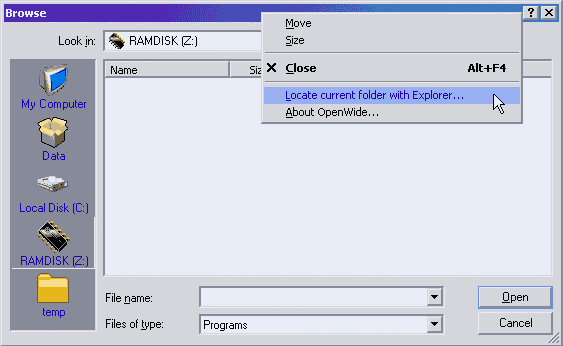 Browse
?
Move
Size
Close Alt+F4
Locate current folder with Explorer...
About OpenWide...
Look in: RAMDISK (Z:)
Name
My Computer
Data
Local Disk (C:)
RAMDISK (Z:)
temp
File name:
Open
Files of type: Programs
Cancel